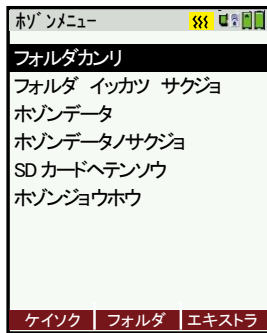 ﾎｿﾞﾝﾒﾆｭｰ
フォルダカンリ
フォルダ イッカツ サクジョ
ホゾンデータ
ホゾンデータノサクジョ
SD カードヘテンソウ
ホゾンジョウホウ
ケイソク フォルダ エキストラ